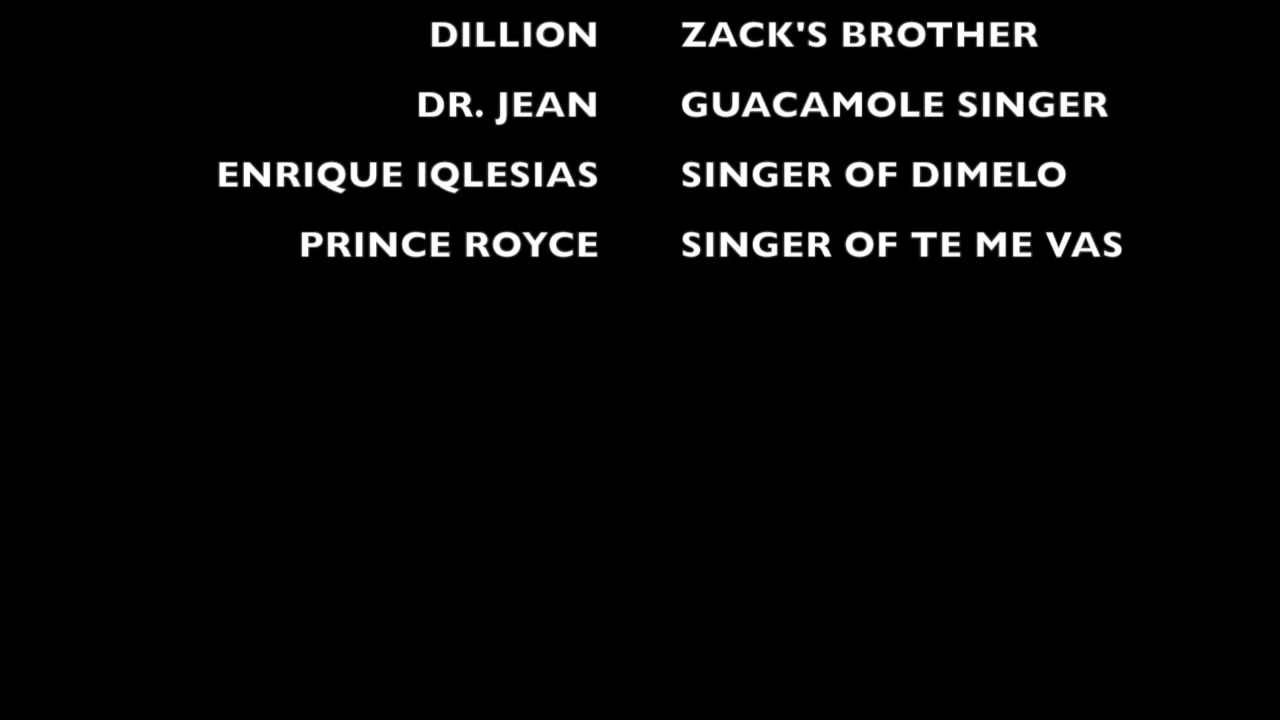 DILLION ZACK'S BROTHER
DR. JEAN GUACAMOLE SINGER
ENRIQUE IQLESIAS SINGER OF DIMELO
PRINCE ROYCE SINGER OF TE ME VAS